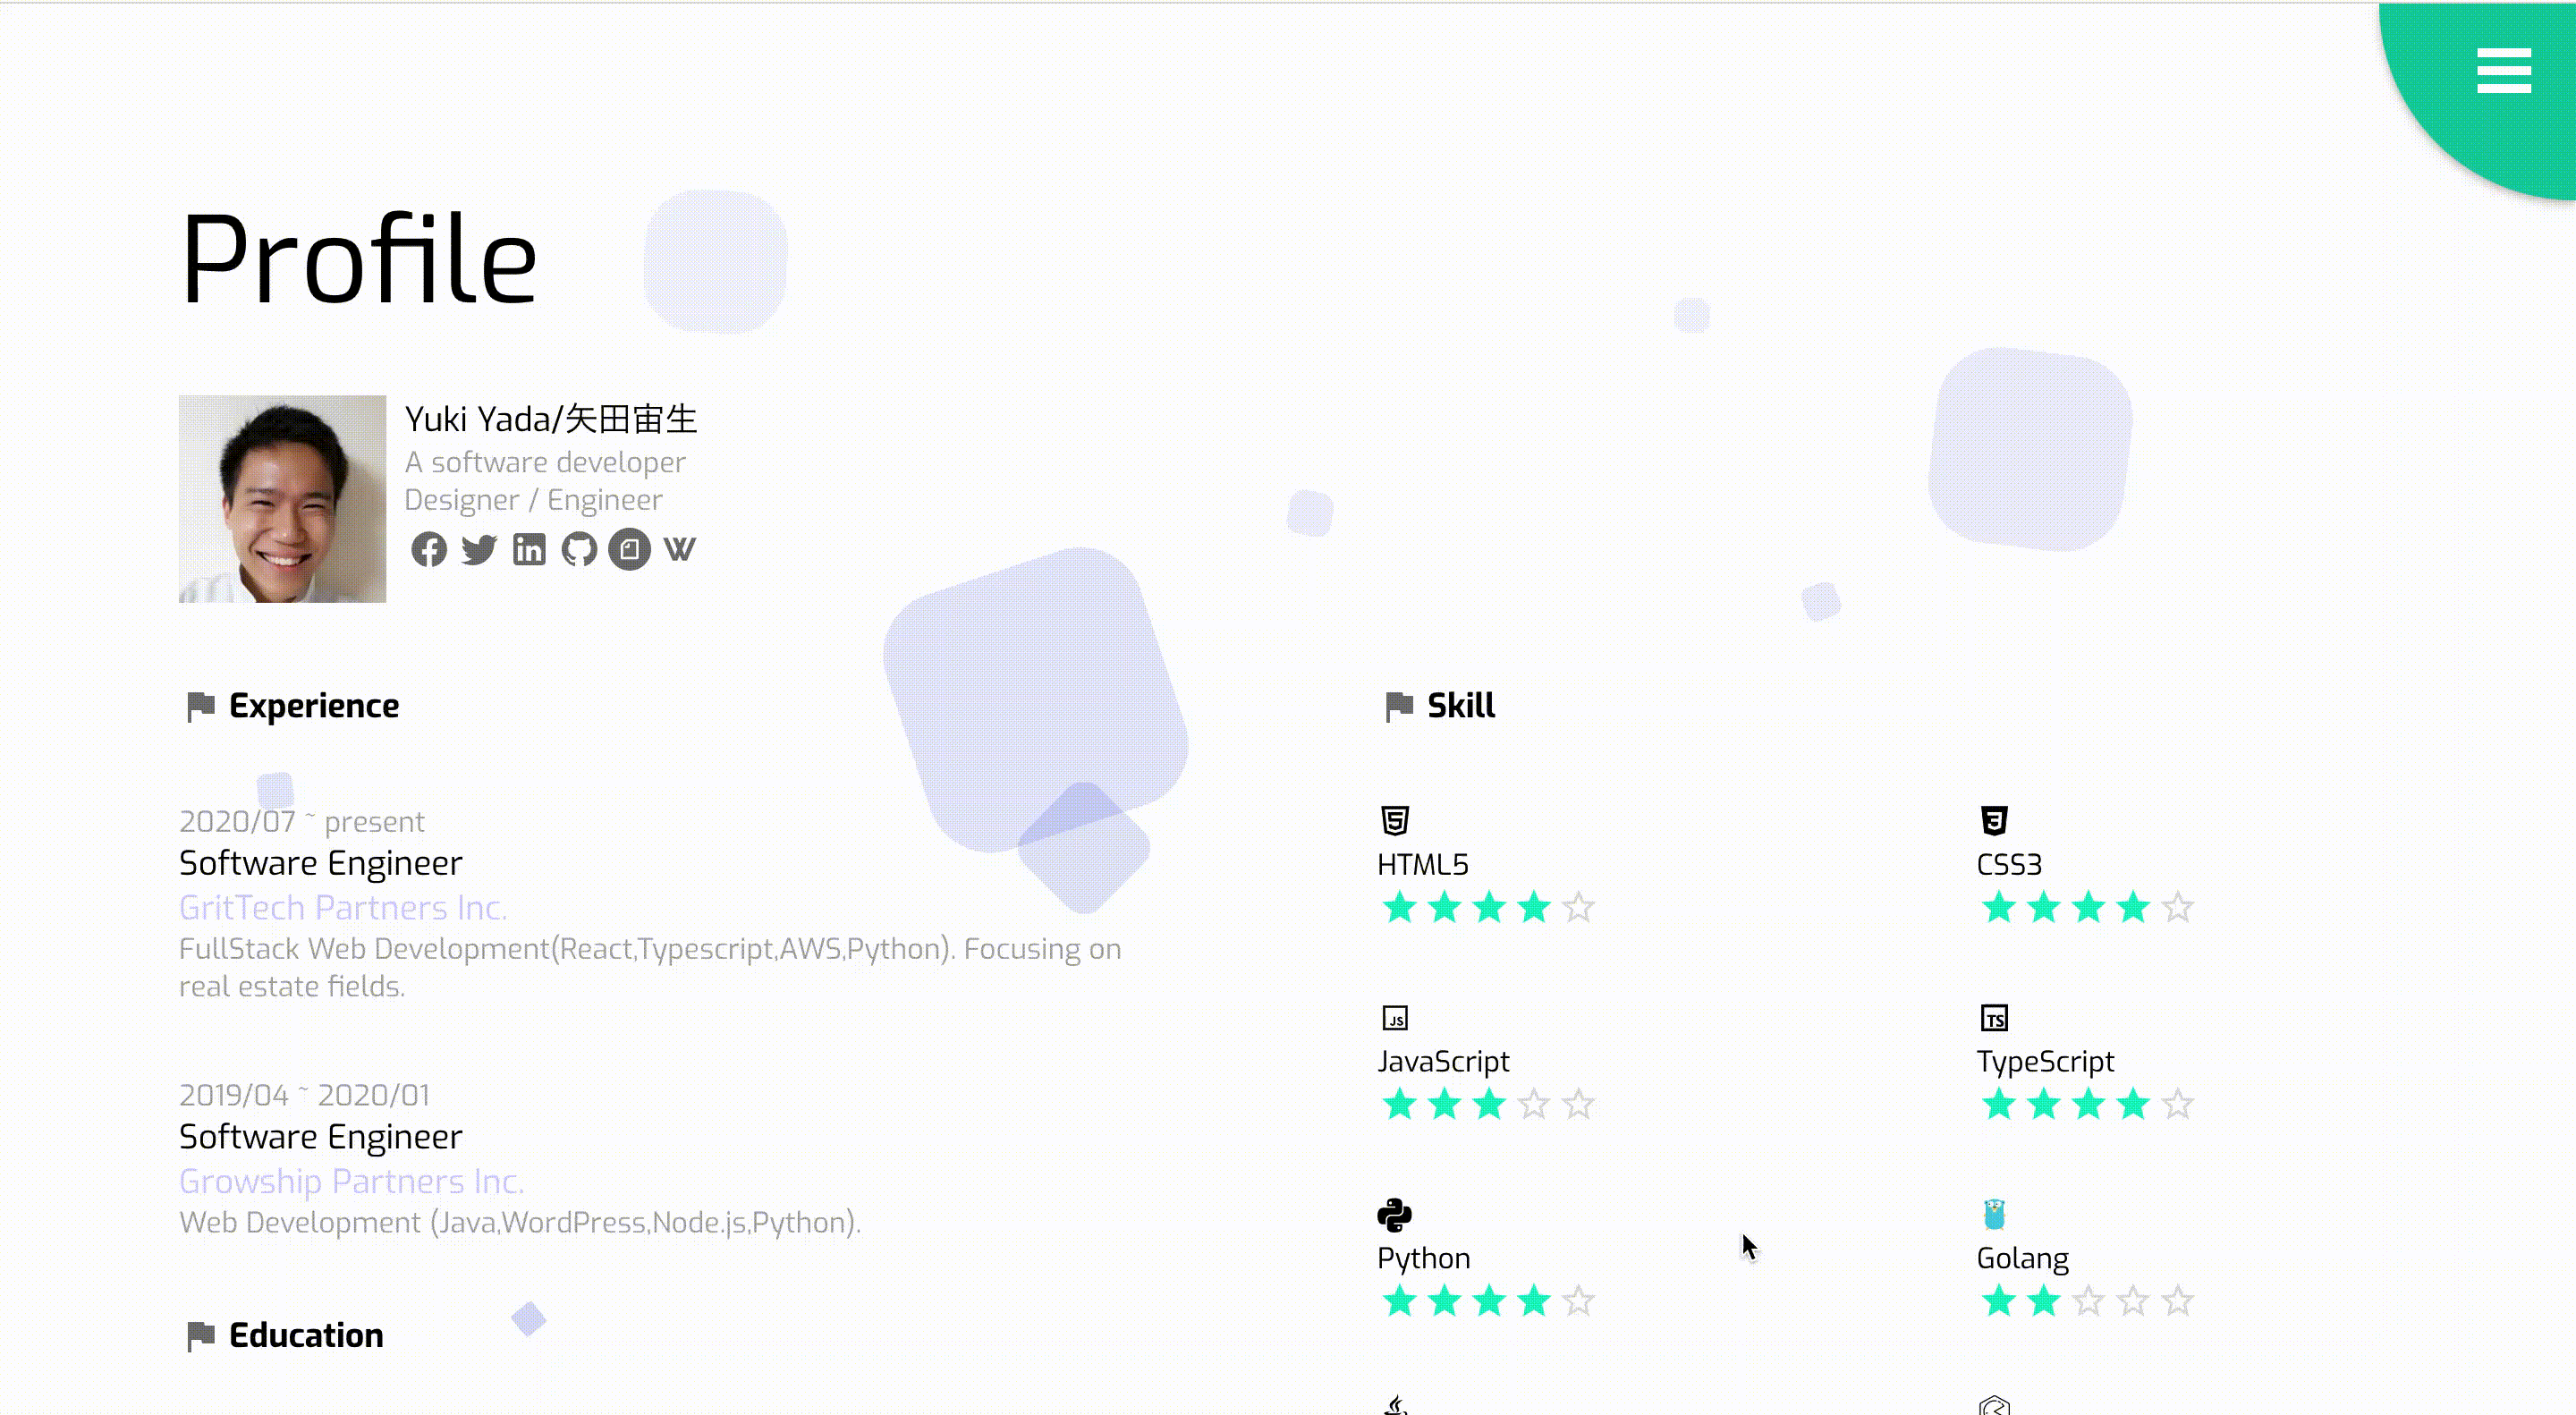 Profile
Yuki Yada/矢田宙生
A software developer
Designer / Engineer
Experience
2020/07 ~ present
Software Engineer
GritTech Partners Inc.
FullStack Web Development(React,Typescript,AWS,Python). Focusing on
real estate fields.
2019/04 ~ 2020/01
Software Engineer
Growship Partners Inc.
Web Development (Java,WordPress,Node.js,Python).
Education
Skill
HTML5
CSS3
JS
JavaScript
TS
TypeScript
Python
Golang